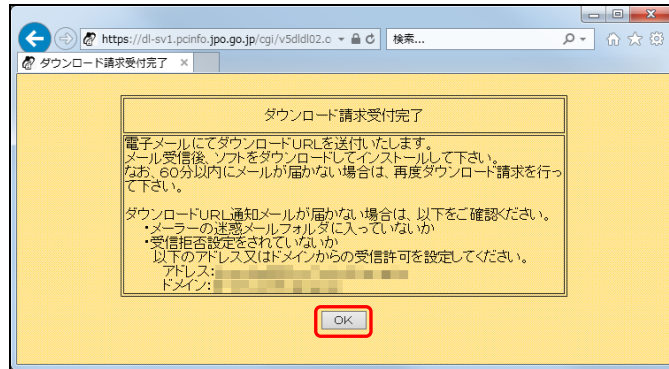 https://dl-sv1.pcinfo.jpo.go.jp/cgi/v5dldl02.c
検索...
ダウンロード請求受付完了
ダウンロード請求受付完了
電子メールにてダウンロードURLを送付いたします。
メール受信後、ソフトをダウンロードしてインストールして下さい。
なお、60分以内にメールが届かない場合は、再度ダウンロード請求を行っ
て下さい。
ダウンロードURL通知メールが届かない場合は、以下をご確認ください。
・メーラーの迷惑メールフォルダに入っていないか
・受信拒否設定をされていないか
以下のアドレス又はドメインからの受信許可を設定してください。
アドレス:
ドメイン:
OK